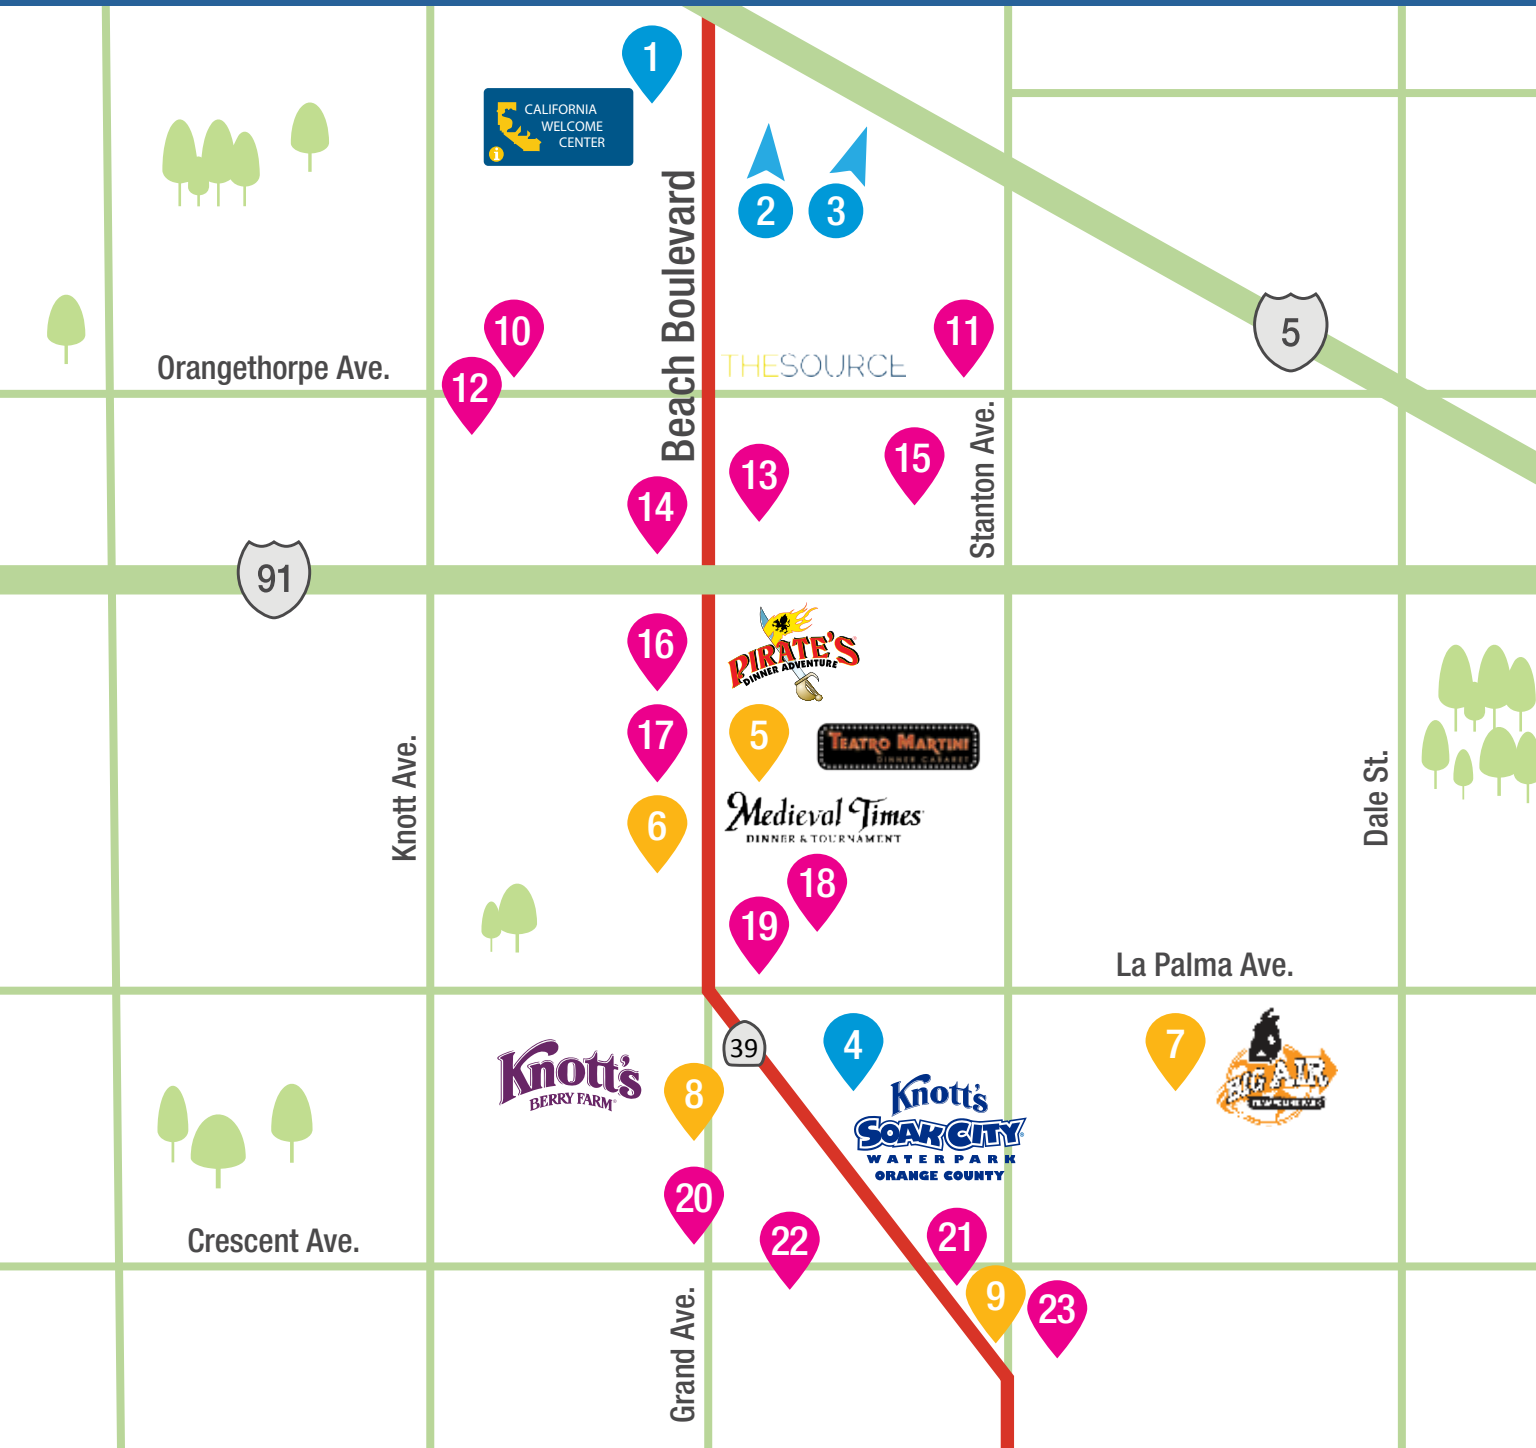 1
CALIFORNIA
WELCOME
CENTER
i
2
3
Beach Boulevard
5
10
11
THESOURCE
Orangethorpe Ave.
12
Stanton Ave.
15
13
14
91
16
PIRATE'S
DINNER ADVENTURE
17
5
TEATRO MARTINI
DINNER CABARET
Knott Ave.
Dale St.
6
Medieval Times
DINNER & TOURNAMENT
18
19
La Palma Ave.
39
4
7
Knott's
BERRY FARM
8
BIG AIR
Knott's
SOAK CITY
WATERPARK
ORANGE COUNTY
20
22
21
Crescent Ave.
9
23
Grand Ave.